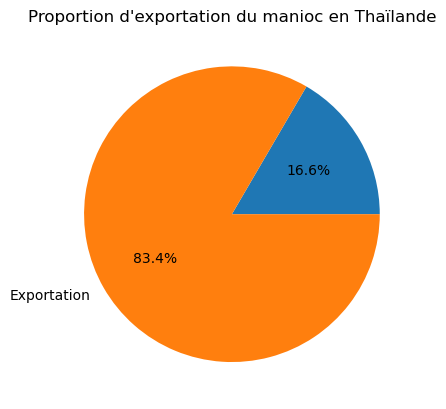 Proportion d'exportation du manioc en Thaïlande
16.6%
83.4%
Exportation